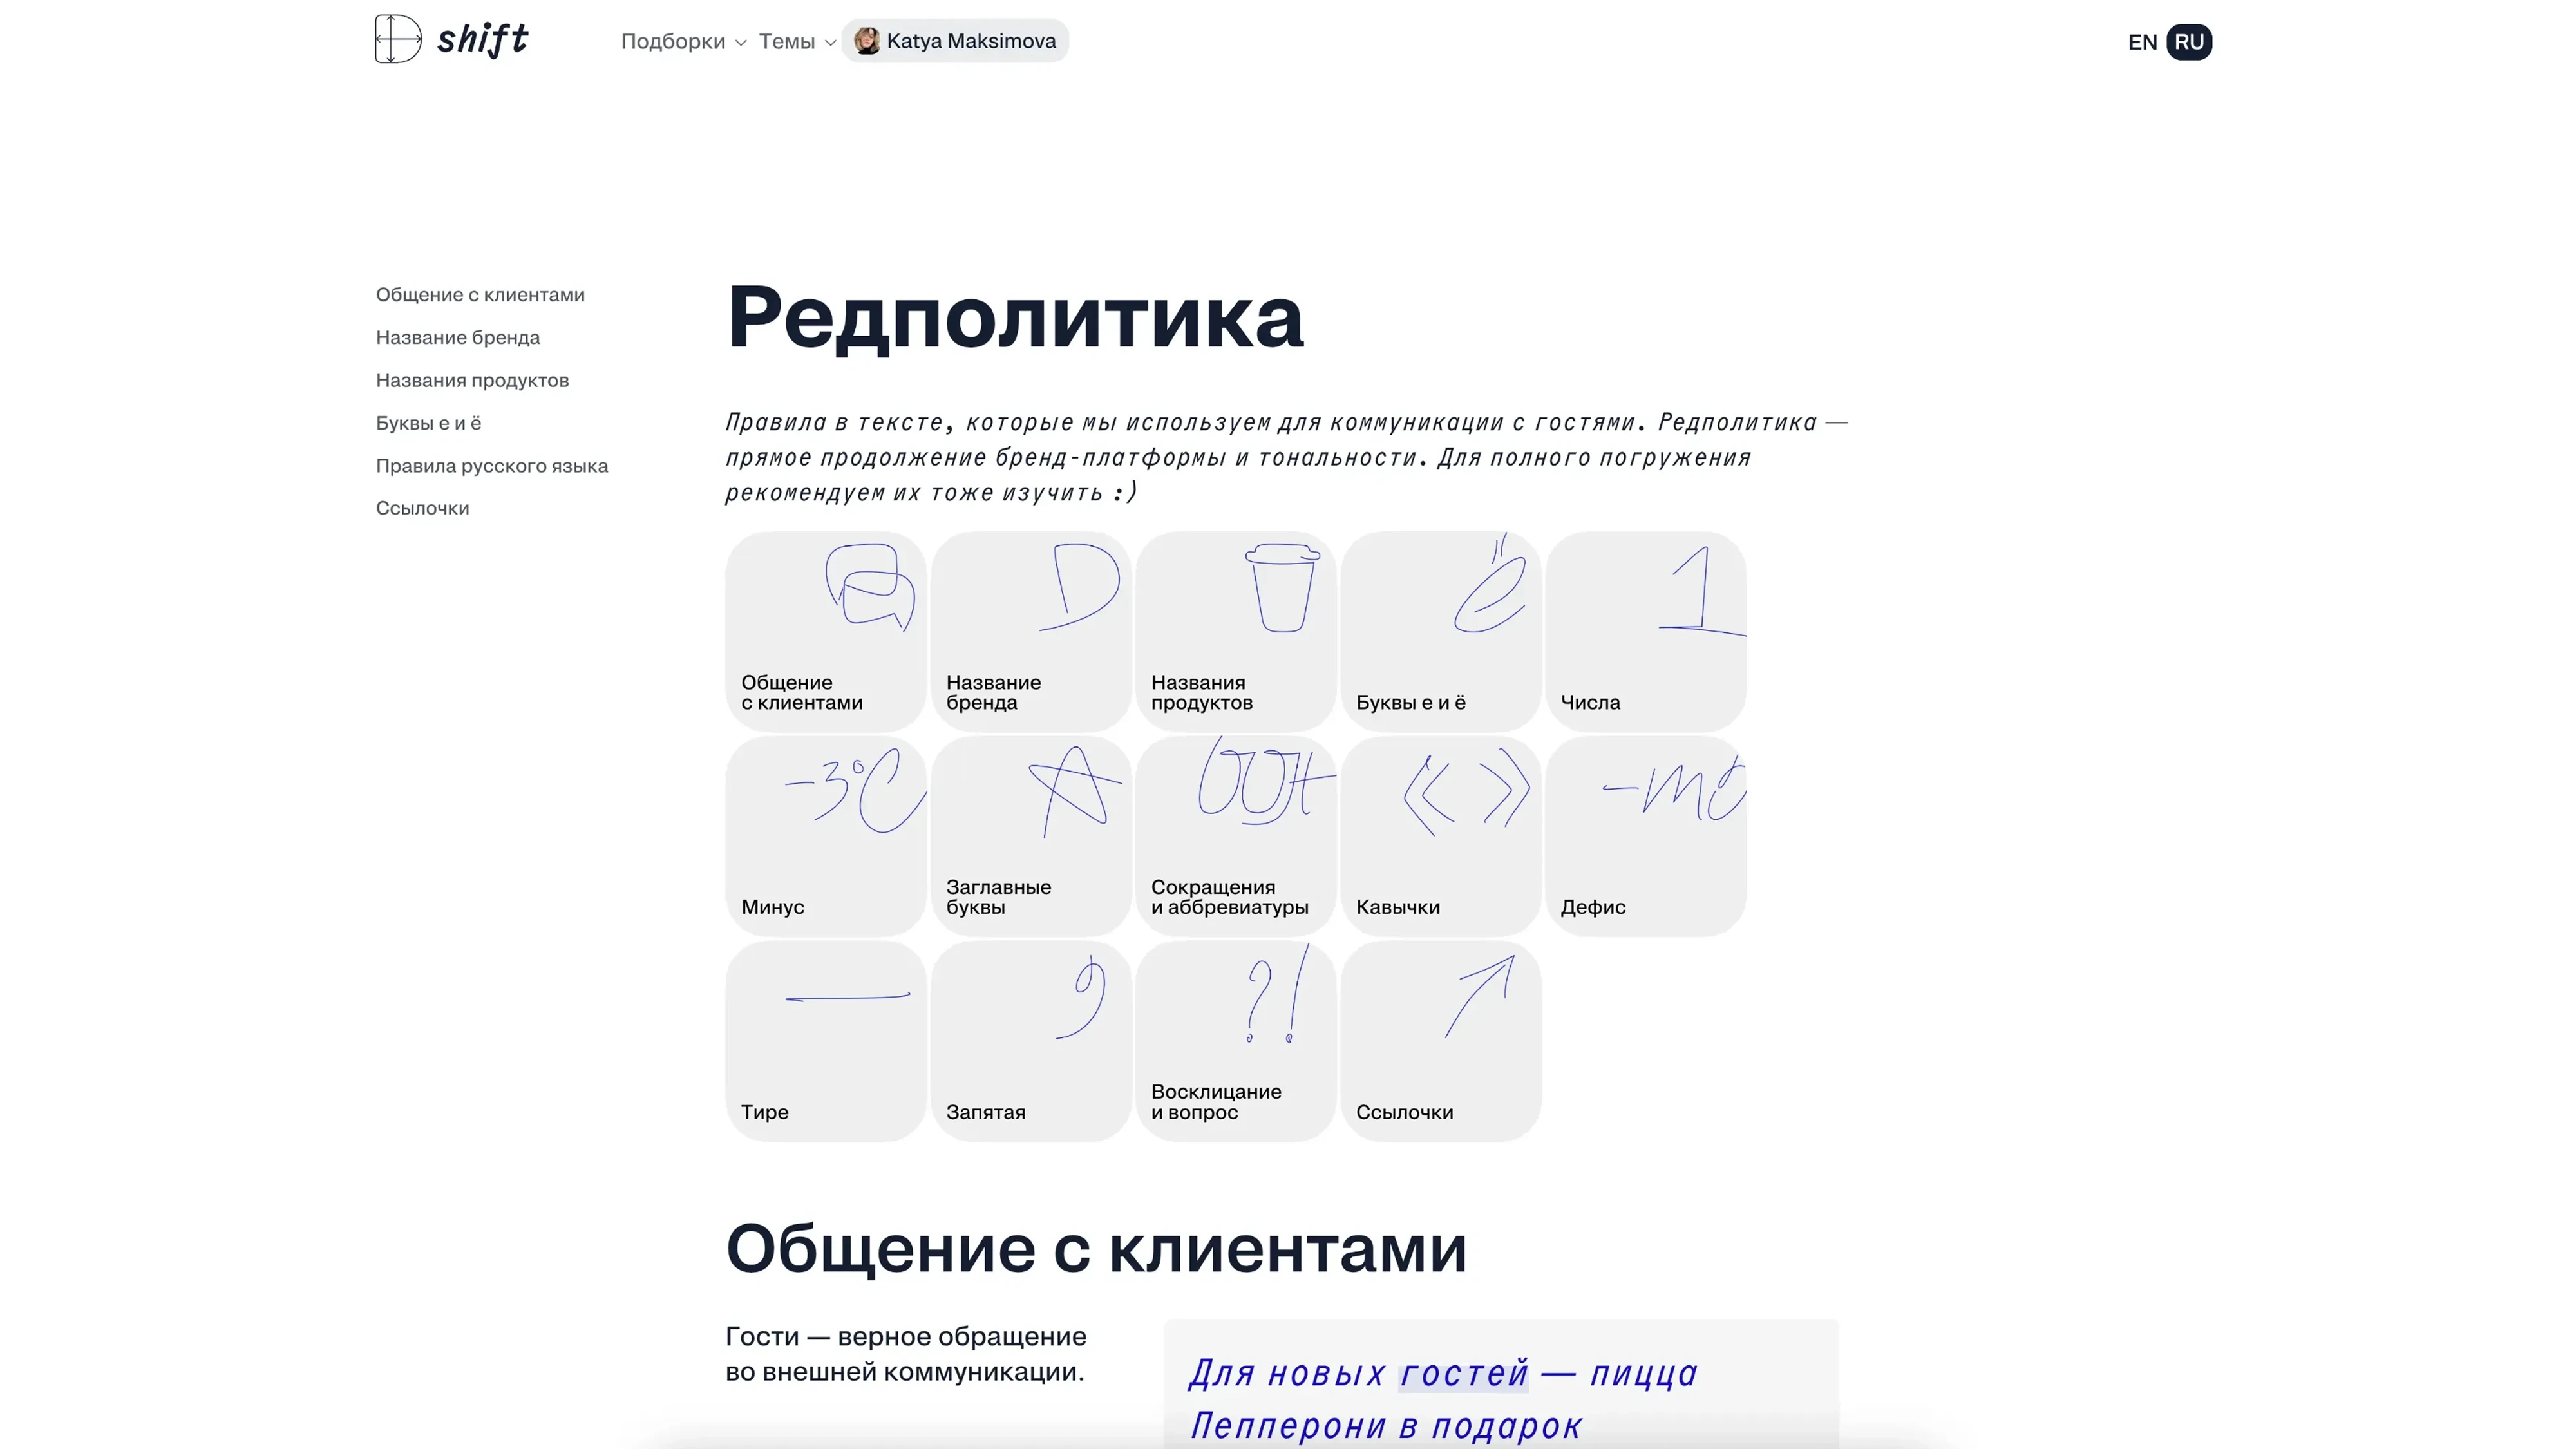 shift
Подборки
Темы
Katya Maksimova
EN
RU
Общение с клиентами
Название бренда
Названия продуктов
Буквы е и ё
Правила русского языка
Ссылочки
Редполитика
Правила в тексте, которые мы используем для коммуникации с гостями. Редполитика —
прямое продолжение бренд-платформы и тональности. Для полного погружения
рекомендуем их тоже изучить :)
D
ё
1
Общение
с клиентами
Название
бренда
Названия
продуктов
Буквы е и ё
Числа
−3°C
А
« »
Минус
Заглавные
буквы
Сокращения
и аббревиатуры
Кавычки
Дефис
—
,
?!
Тире
Запятая
Восклицание
и вопрос
Ссылочки
Общение с клиентами
Гости — верное обращение
во внешней коммуникации.
Для новых гостей — пицца
Пепперони в подарок